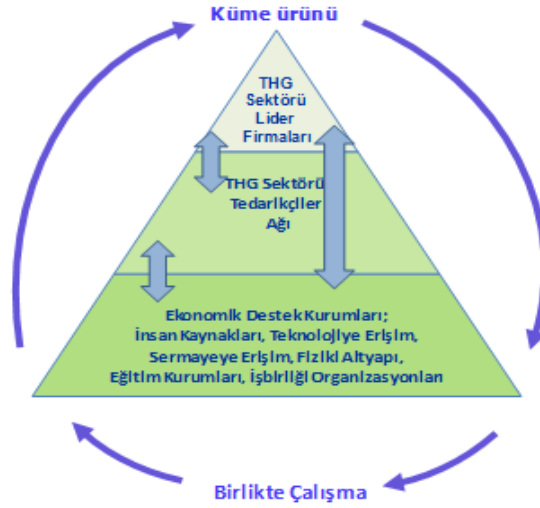 Küme ürünü
THG
Sektörü
Lider
Firmaları
THG Sektörü
Tedarikçiler
Ağı
Ekonomik Destek Kurumları;
İnsan Kaynakları, Teknolojiye Erişim,
Sermayeye Erişim, Fiziki Altyapı,
Eğitim Kurumları, İşbirliği Organizasyonları
Birlikte Çalışma